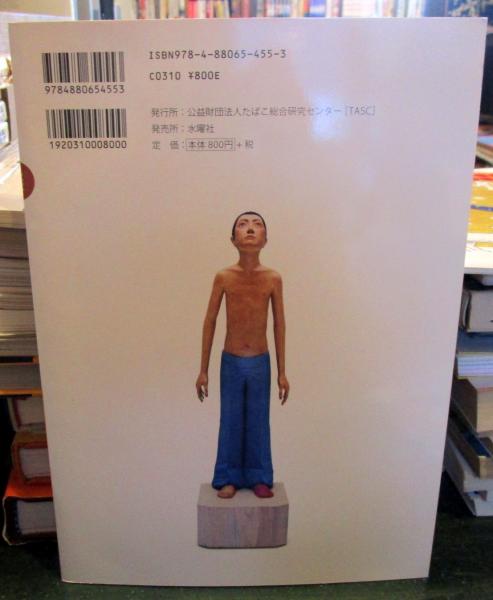 ISBN978-4-88065-455-3
C0310 ¥800E
9784880654553
発行所：公益財団法人たばこ総合研究センター［TASC］
発売所：水曜社
1920310008000
定　価：本体 800円＋税